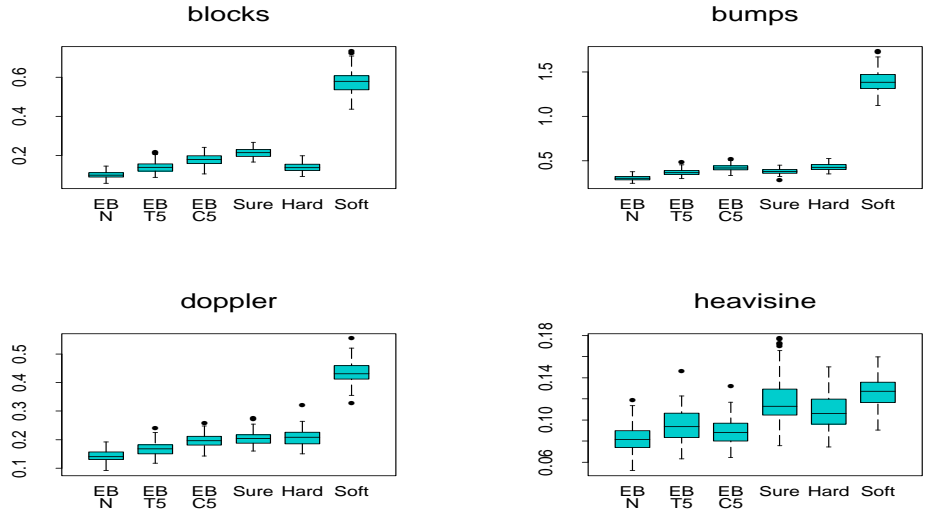 blocks
0.6
0.4
0.2
EB EB EB Sure Hard Soft
N T5 C5
bumps
1.5
1.0
0.5
EB EB EB Sure Hard Soft
N T5 C5
doppler
0.5
0.4
0.3
0.2
0.1
EB EB EB Sure Hard Soft
N T5 C5
heavisine
0.18
0.14
0.10
0.06
EB EB EB Sure Hard Soft
N T5 C5